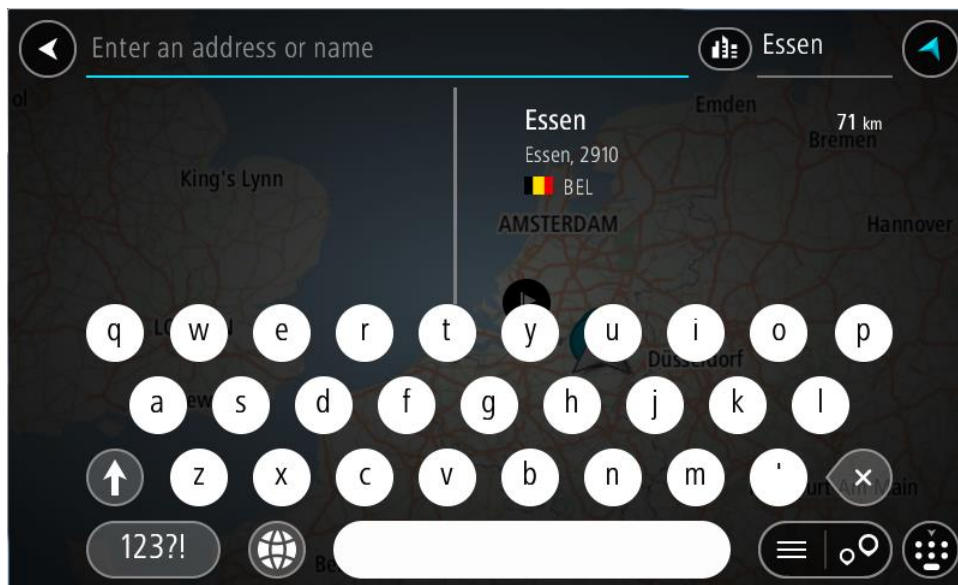 Enter an address or name
Essen
Essen
71 km
Essen, 2910
BEL
Emden
Bremen
King's Lynn
AMSTERDAM
Hannover
q w e r t y u i o p
Düsseldorf
a s d f g h j k l
z x c v b n m '
123?!